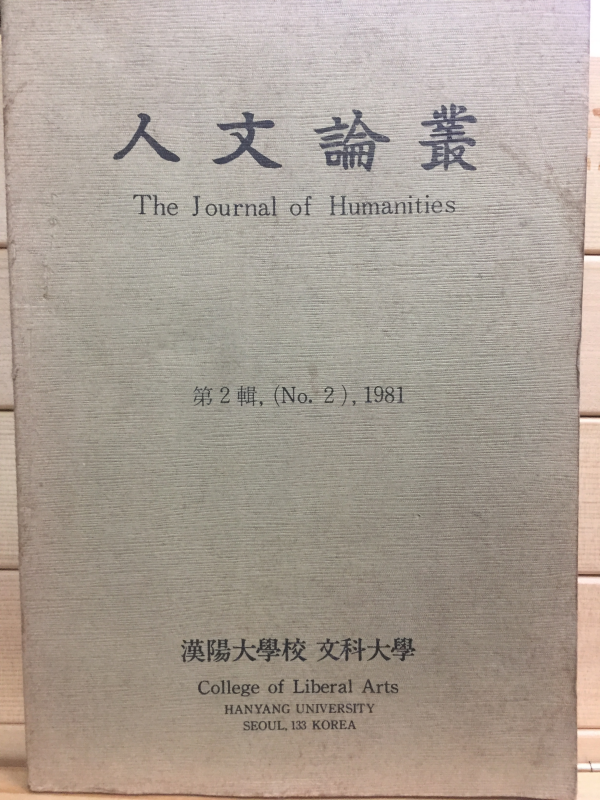 人文論叢
The Journal of Humanities
第2輯, (No. 2), 1981
漢陽大學校 文科大學
College of Liberal Arts
HANYANG UNIVERSITY
SEOUL, 133 KOREA